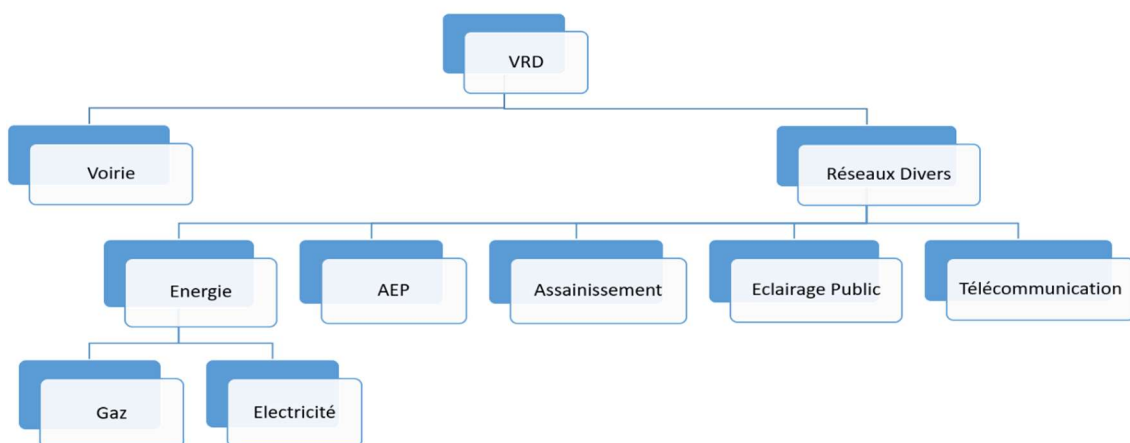 VRD
Voirie
Réseaux Divers
Energie
AEP
Assainissement
Eclairage Public
Télécommunication
Gaz
Electricité